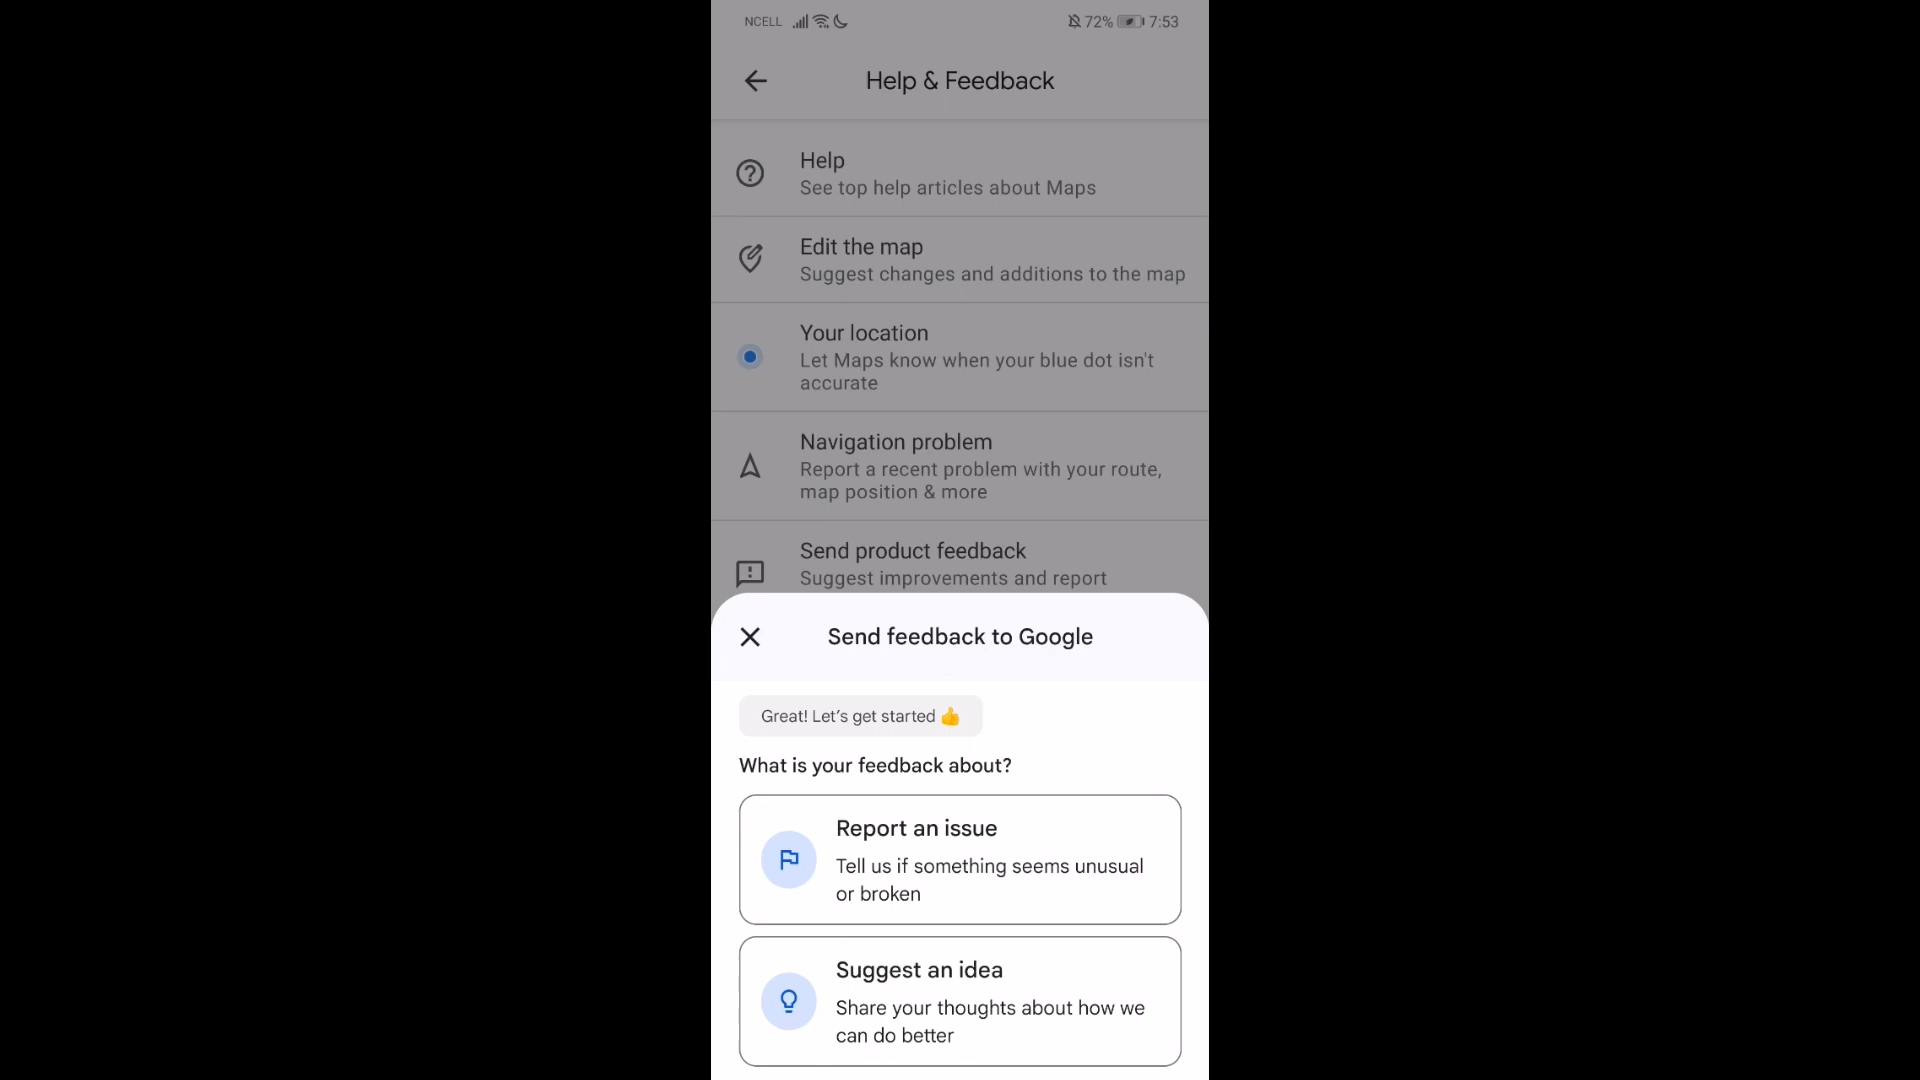 NCELL 72% 7:53
Help & Feedback
Help
See top help articles about Maps
Edit the map
Suggest changes and additions to the map
Your location
Let Maps know when your blue dot isn't
accurate
Navigation problem
Report a recent problem with your route,
map position & more
Send product feedback
Suggest improvements and report
Send feedback to Google
Great! Let’s get started 👍
What is your feedback about?
Report an issue
Tell us if something seems unusual
or broken
Suggest an idea
Share your thoughts about how we
can do better